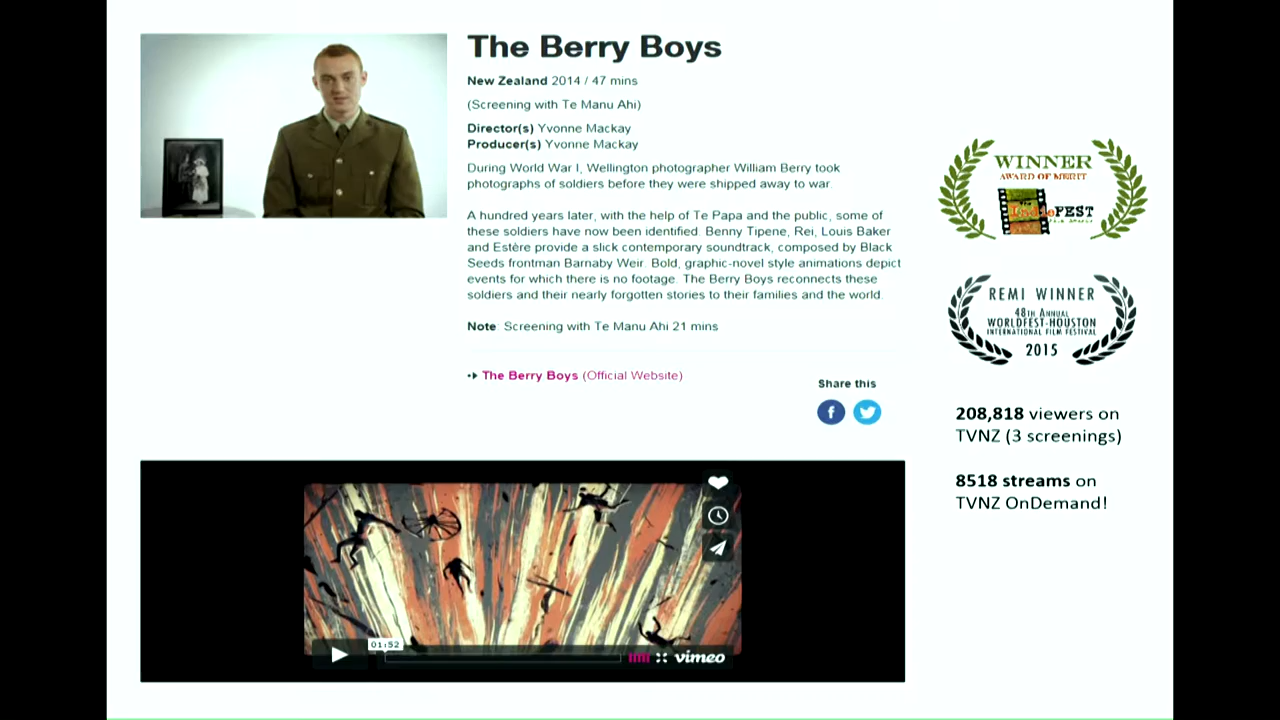 The Berry Boys
New Zealand 2014 / 47 mins
(Screening with Te Manu Ahi)
Director(s) Yvonne Mackay
Producer(s) Yvonne Mackay
During World War I, Wellington photographer William Berry took
photographs of soldiers before they were shipped away to war.
A hundred years later, with the help of Te Papa and the public, some of
these soldiers have now been identified. Benny Tipene, Rei, Louis Baker
and Estère provide a slick contemporary soundtrack, composed by Black
Seeds frontman Barnaby Weir. Bold, graphic-novel style animations depict
events for which there is no footage. The Berry Boys reconnects these
soldiers and their nearly forgotten stories to their families and the world.
Note Screening with Te Manu Ahi 21 mins
The Berry Boys (Official Website)
Share this
01:52
vimeo
WINNER
AWARD OF MERIT
IndieFEST
REMI WINNER
48TH ANNUAL
WORLDFEST-HOUSTON
INTERNATIONAL FILM FESTIVAL
2015
208,818 viewers on
TVNZ (3 screenings)
8518 streams on
TVNZ OnDemand!